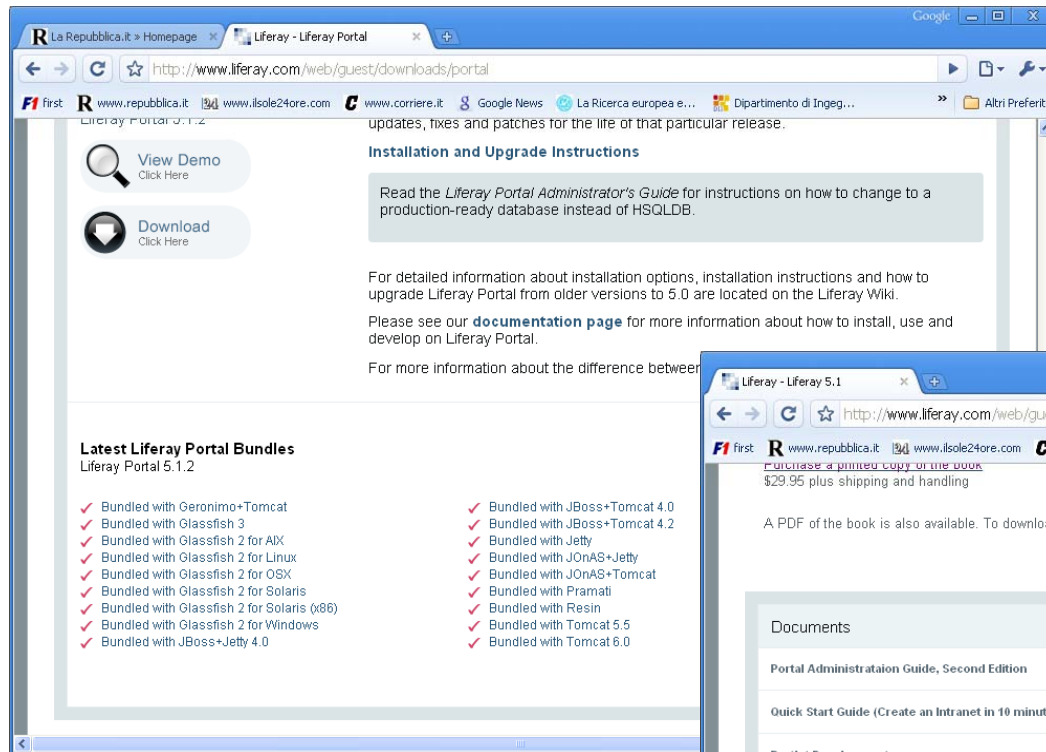 Google
La Repubblica.it » Homepage
Liferay - Liferay Portal
http://www.liferay.com/web/guest/downloads/portal
F1 first R www.repubblica.it 24 www.ilsole24ore.com C www.corriere.it g Google News La Ricerca europea e... Dipartimento di Ingeg... » Altri Preferit
Liferay Portal 5.1.2
View Demo
Click Here
Download
Click Here
updates, fixes and patches for the life of that particular release.
Installation and Upgrade Instructions
Read the Liferay Portal Administrator's Guide for instructions on how to change to a
production-ready database instead of HSQLDB.
For detailed information about installation options, installation instructions and how to
upgrade Liferay Portal from older versions to 5.0 are located on the Liferay Wiki.
Please see our documentation page for more information about how to install, use and
develop on Liferay Portal.
For more information about the difference between
Latest Liferay Portal Bundles
Liferay Portal 5.1.2
Bundled with Geronimo+Tomcat
Bundled with Glassfish 3
Bundled with Glassfish 2 for AIX
Bundled with Glassfish 2 for Linux
Bundled with Glassfish 2 for OSX
Bundled with Glassfish 2 for Solaris
Bundled with Glassfish 2 for Solaris (x86)
Bundled with Glassfish 2 for Windows
Bundled with JBoss+Jetty 4.0
Bundled with JBoss+Tomcat 4.0
Bundled with JBoss+Tomcat 4.2
Bundled with Jetty
Bundled with JOnAS+Jetty
Bundled with JOnAS+Tomcat
Bundled with Pramati
Bundled with Resin
Bundled with Tomcat 5.5
Bundled with Tomcat 6.0
Liferay - Liferay 5.1
http://www.liferay.com/web/gu
F1 first R www.repubblica.it 24 www.ilsole24ore.com C
Purchase a printed copy of the book
$29.95 plus shipping and handling
A PDF of the book is also available. To downlo
Documents
Portal Administrataion Guide, Second Edition
Quick Start Guide (Create an Intranet in 10 minut